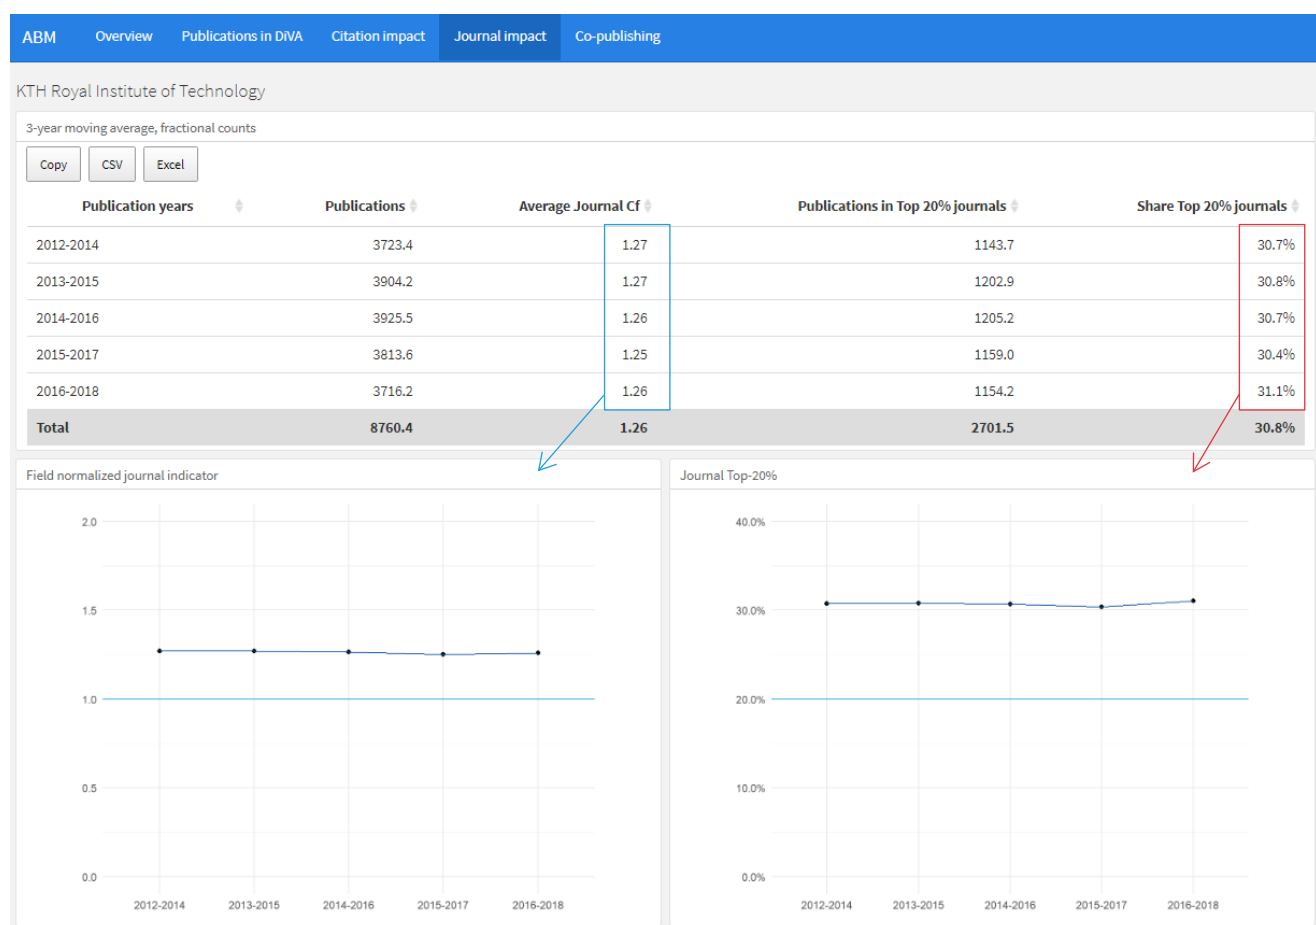 ABM Overview Publications in DiVA Citation impact Journal impact Co-publishing
KTH Royal Institute of Technology
3-year moving average, fractional counts
Copy CSV Excel
Publication years Publications Average Journal Cf Publications in Top 20% journals Share Top 20% journals
2012-2014 3723.4 1.27 1143.7 30.7%
2013-2015 3904.2 1.27 1202.9 30.8%
2014-2016 3925.5 1.26 1205.2 30.7%
2015-2017 3813.6 1.25 1159.0 30.4%
2016-2018 3716.2 1.26 1154.2 31.1%
Total 8760.4 1.26 2701.5 30.8%
Field normalized journal indicator
2.0
1.5
1.0
0.5
0.0
2012-2014 2013-2015 2014-2016 2015-2017 2016-2018
Journal Top-20%
40.0%
30.0%
20.0%
10.0%
0.0%
2012-2014 2013-2015 2014-2016 2015-2017 2016-2018